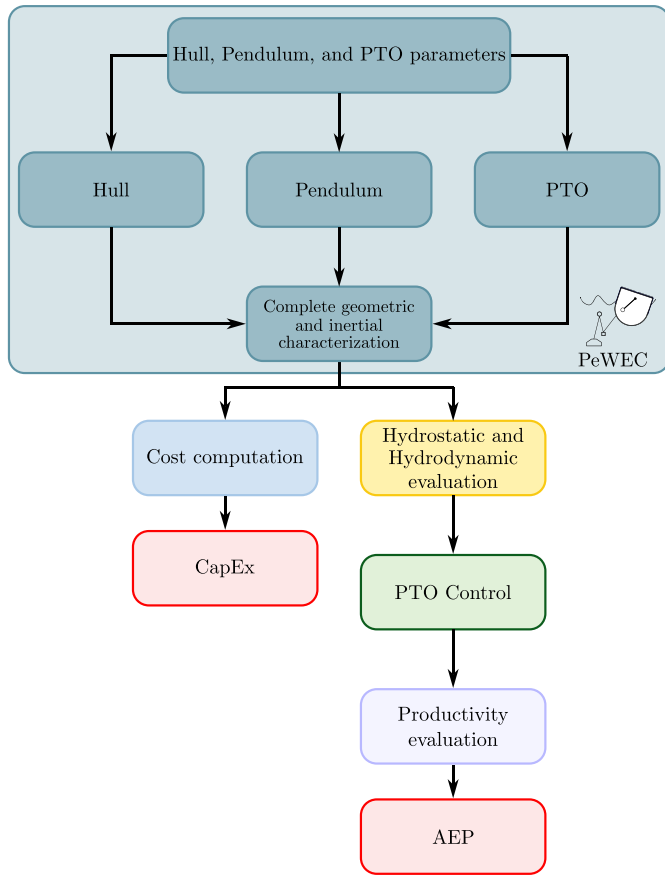 Hull, Pendulum, and PTO parameters
Hull
Pendulum
PTO
Complete geometric
and inertial
characterization
PeWEC
Cost computation
Hydrostatic and
Hydrodynamic
evaluation
CapEx
PTO Control
Productivity
evaluation
AEP